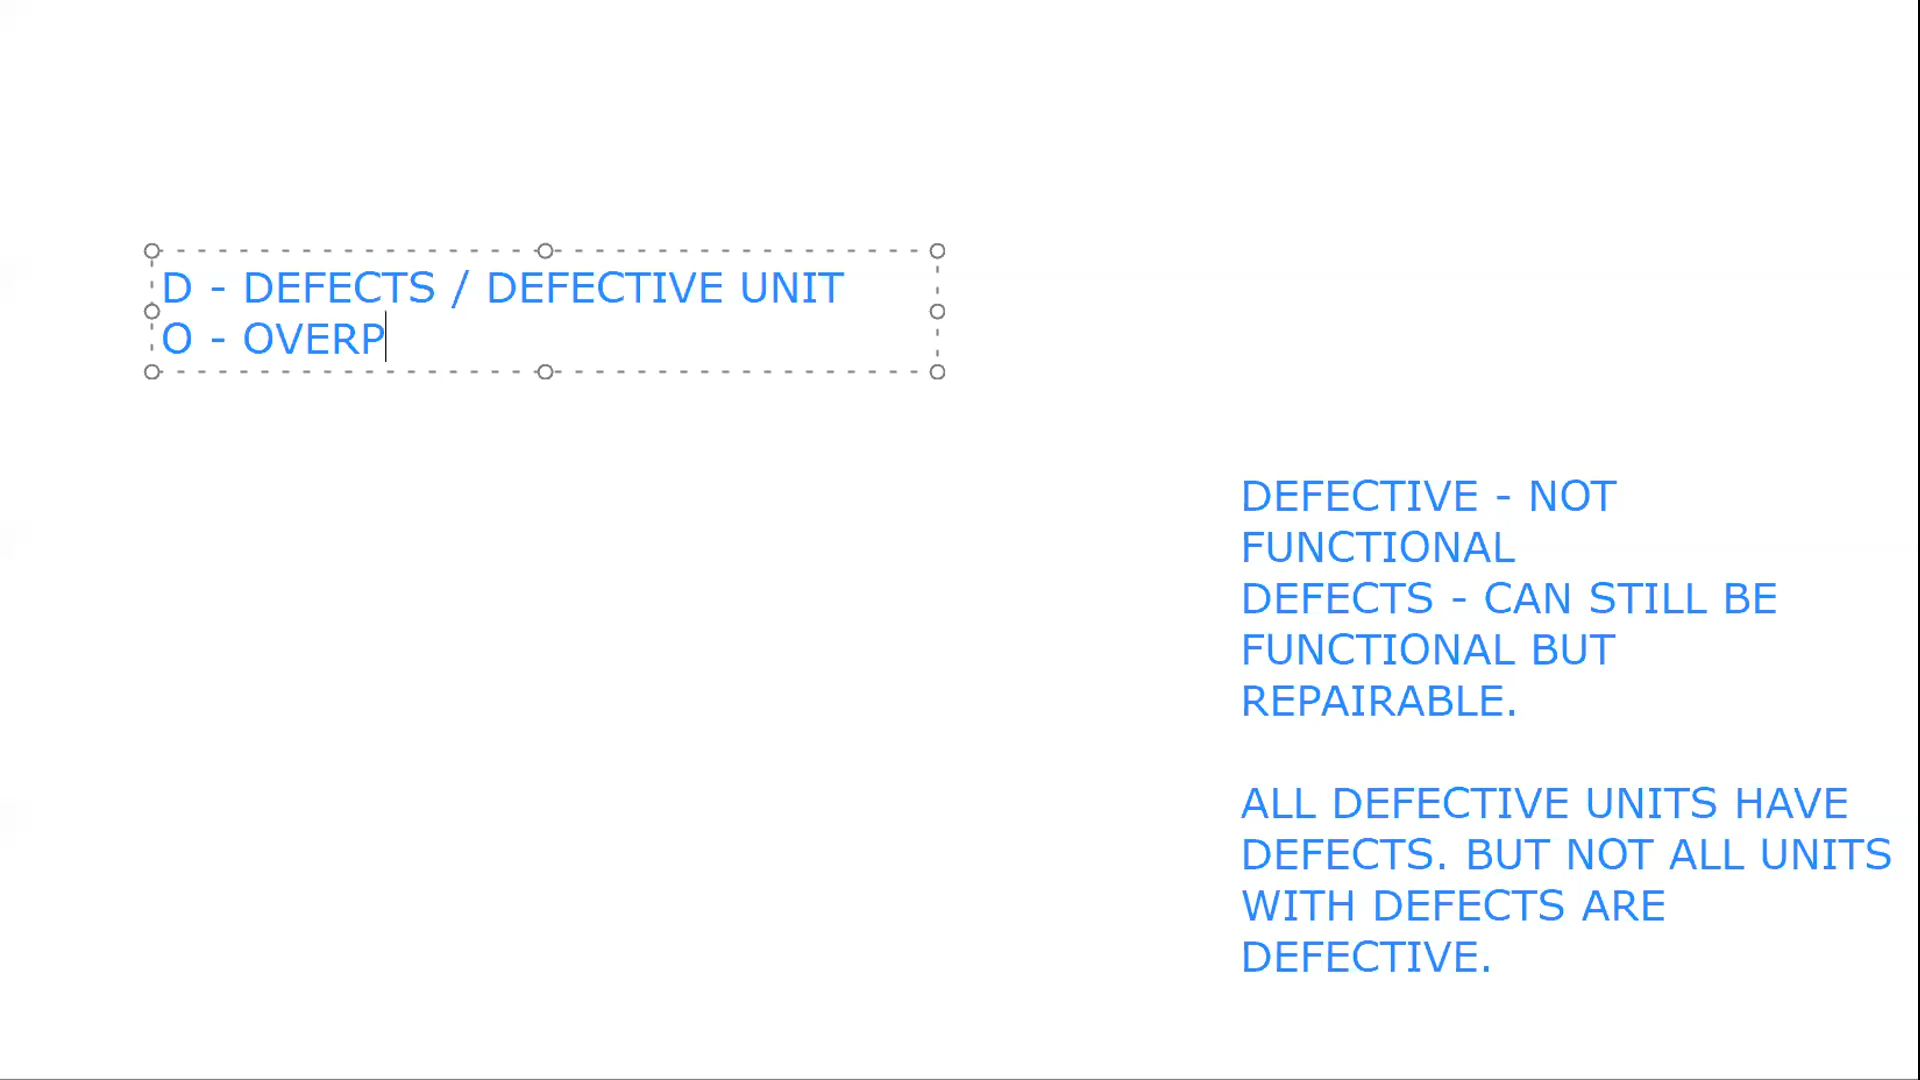 D - DEFECTS / DEFECTIVE UNIT
O - OVERP
DEFECTIVE - NOT
FUNCTIONAL
DEFECTS - CAN STILL BE
FUNCTIONAL BUT
REPAIRABLE.
ALL DEFECTIVE UNITS HAVE
DEFECTS. BUT NOT ALL UNITS
WITH DEFECTS ARE
DEFECTIVE.